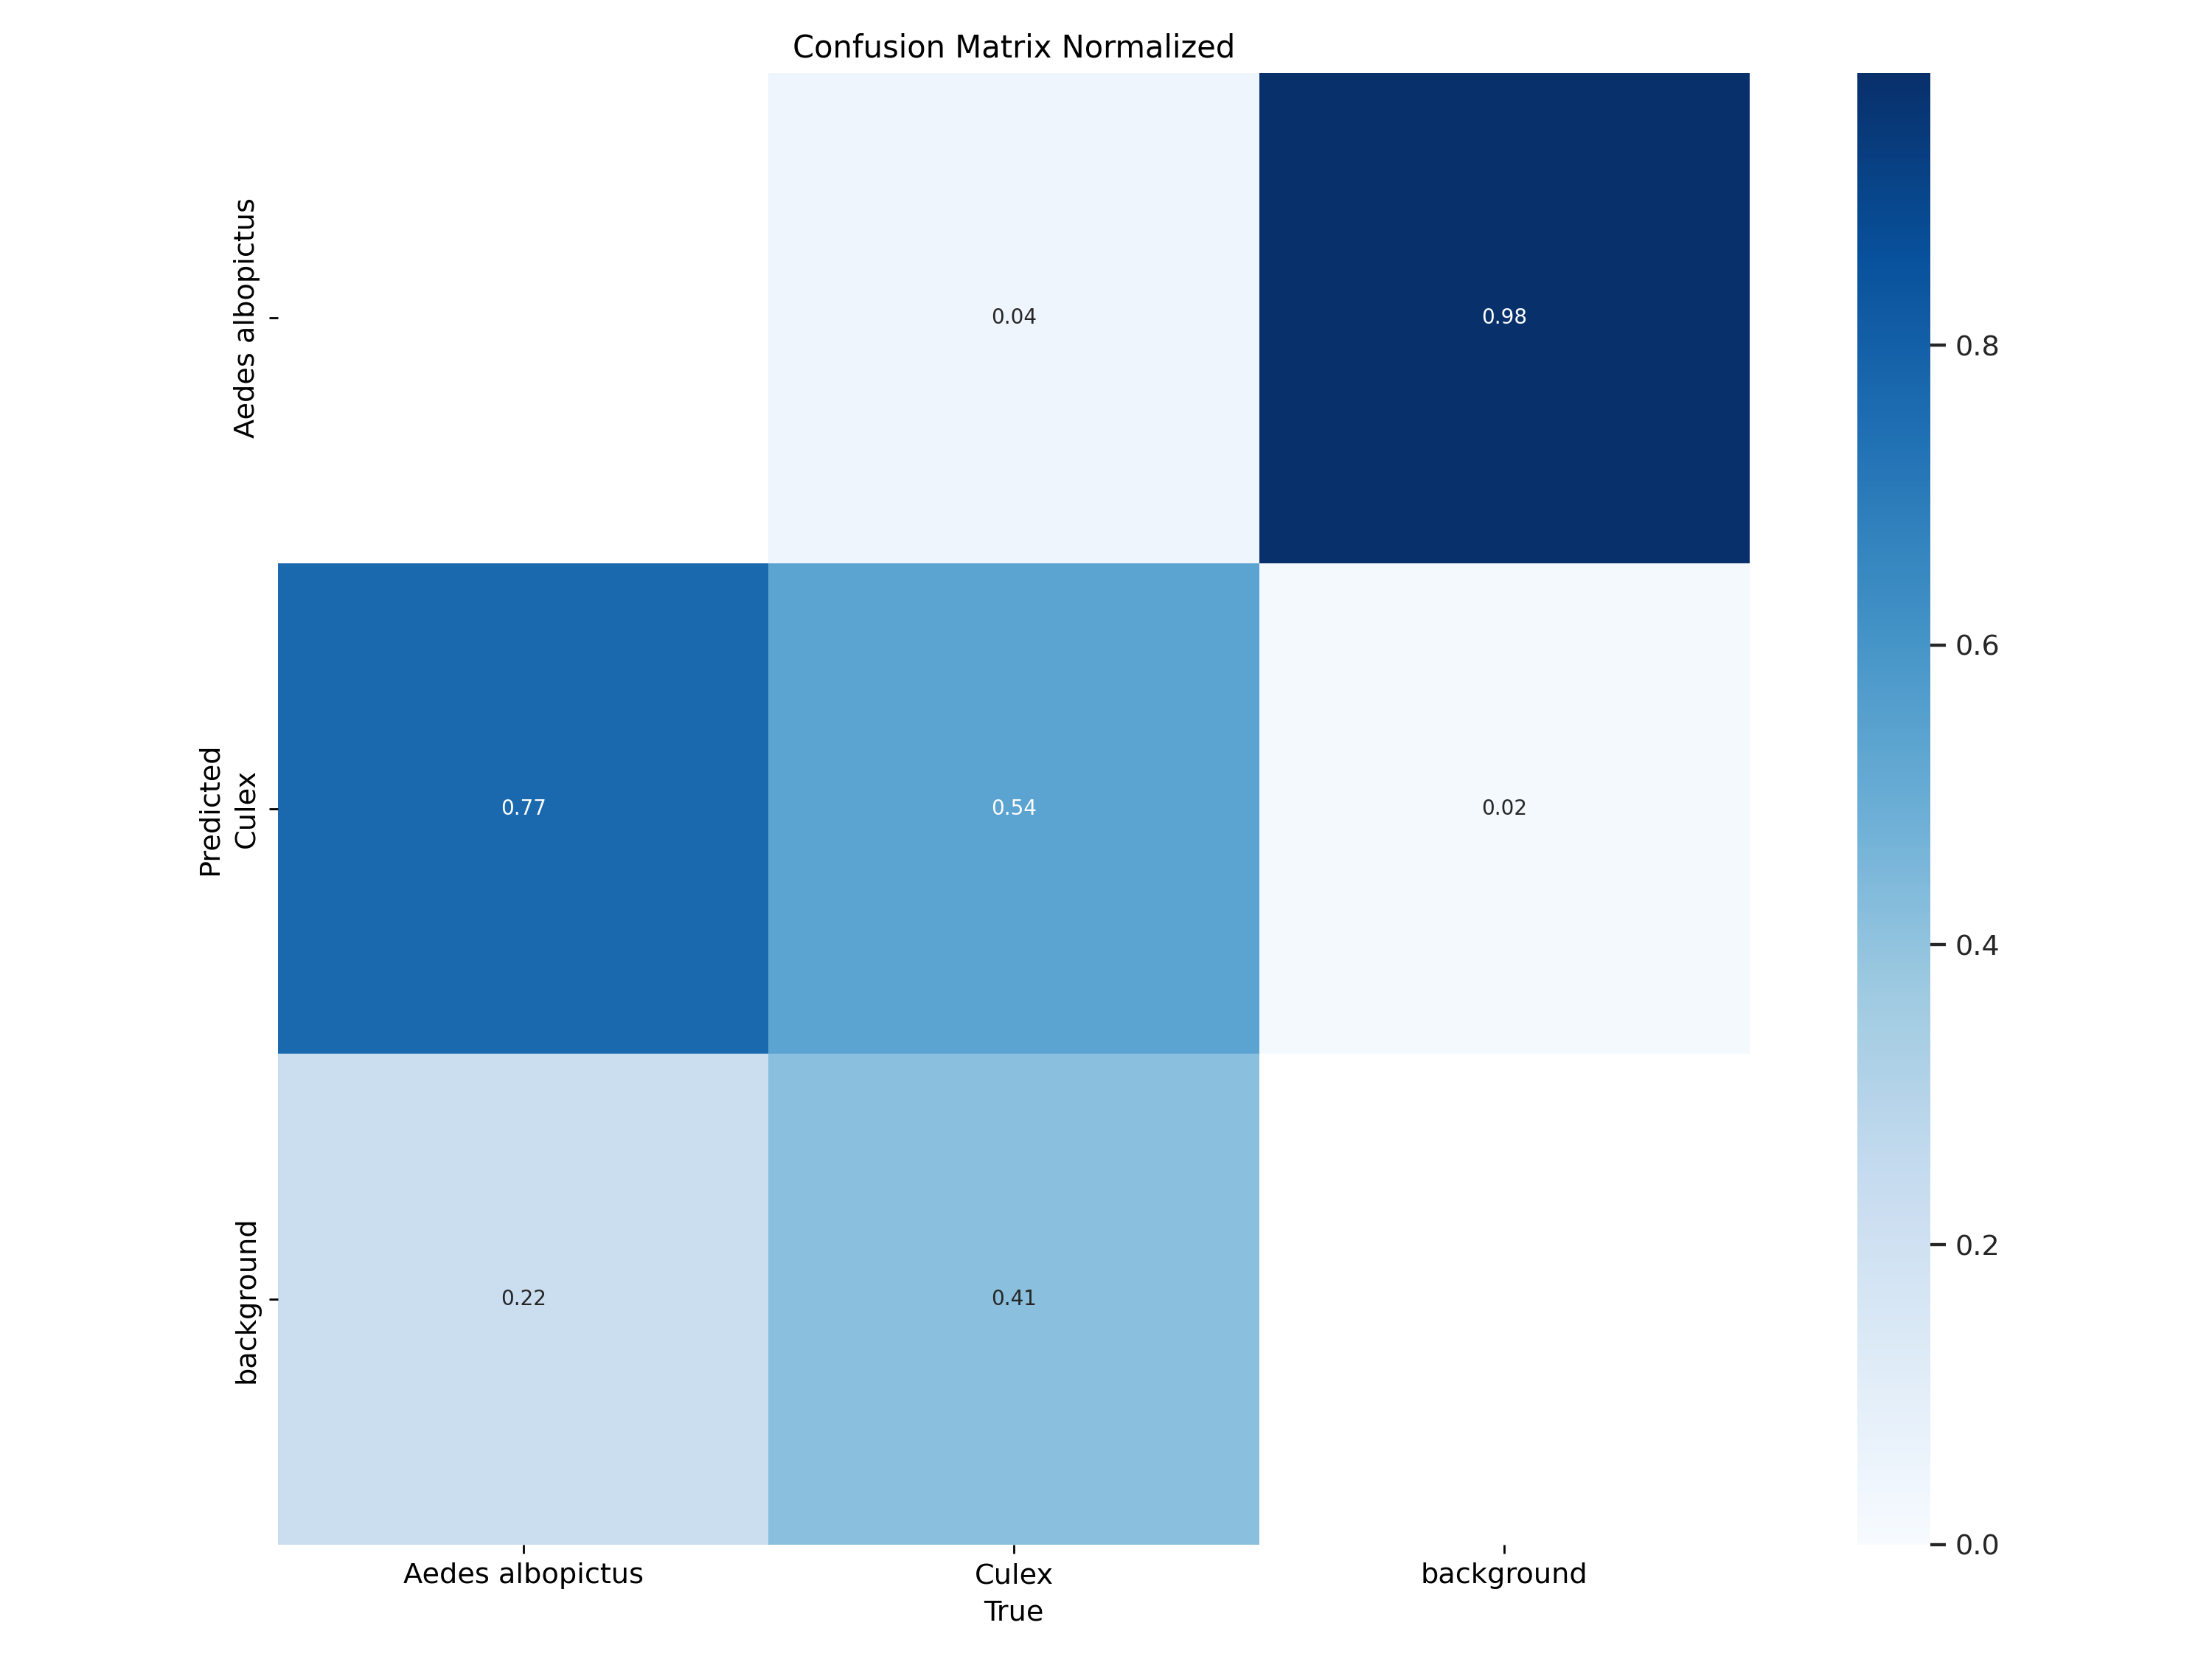 Confusion Matrix Normalized
Aedes albopictus
0.04
0.98
0.8
0.6
Predicted
Culex
0.77
0.54
0.02
0.4
background
0.22
0.41
0.2
0.0
Aedes albopictus
Culex
background
True